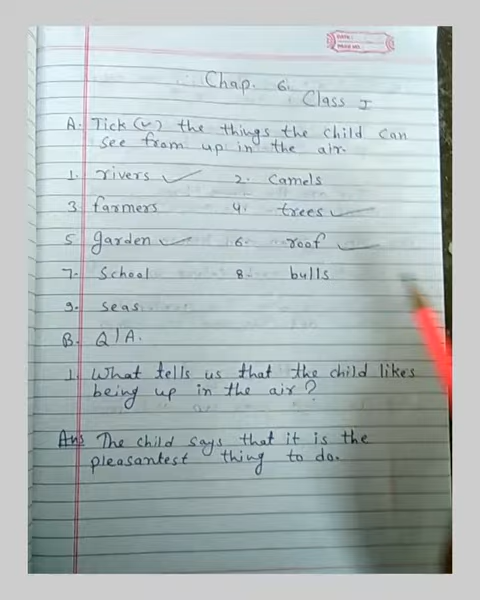 DATE:
PAGE NO.:
Chap. 6.
Class I
A. Tick (✓) the things the child can
see from up in the air.
1. rivers ✓ 2. camels
3. farmers 4. trees ✓
5. garden ✓ 6. roof ✓
7. School 8. bulls
9. seas.
B. Q/A.
1. What tells us that the child likes
being up in the air?
Ans The child says that it is the
pleasantest thing to do.